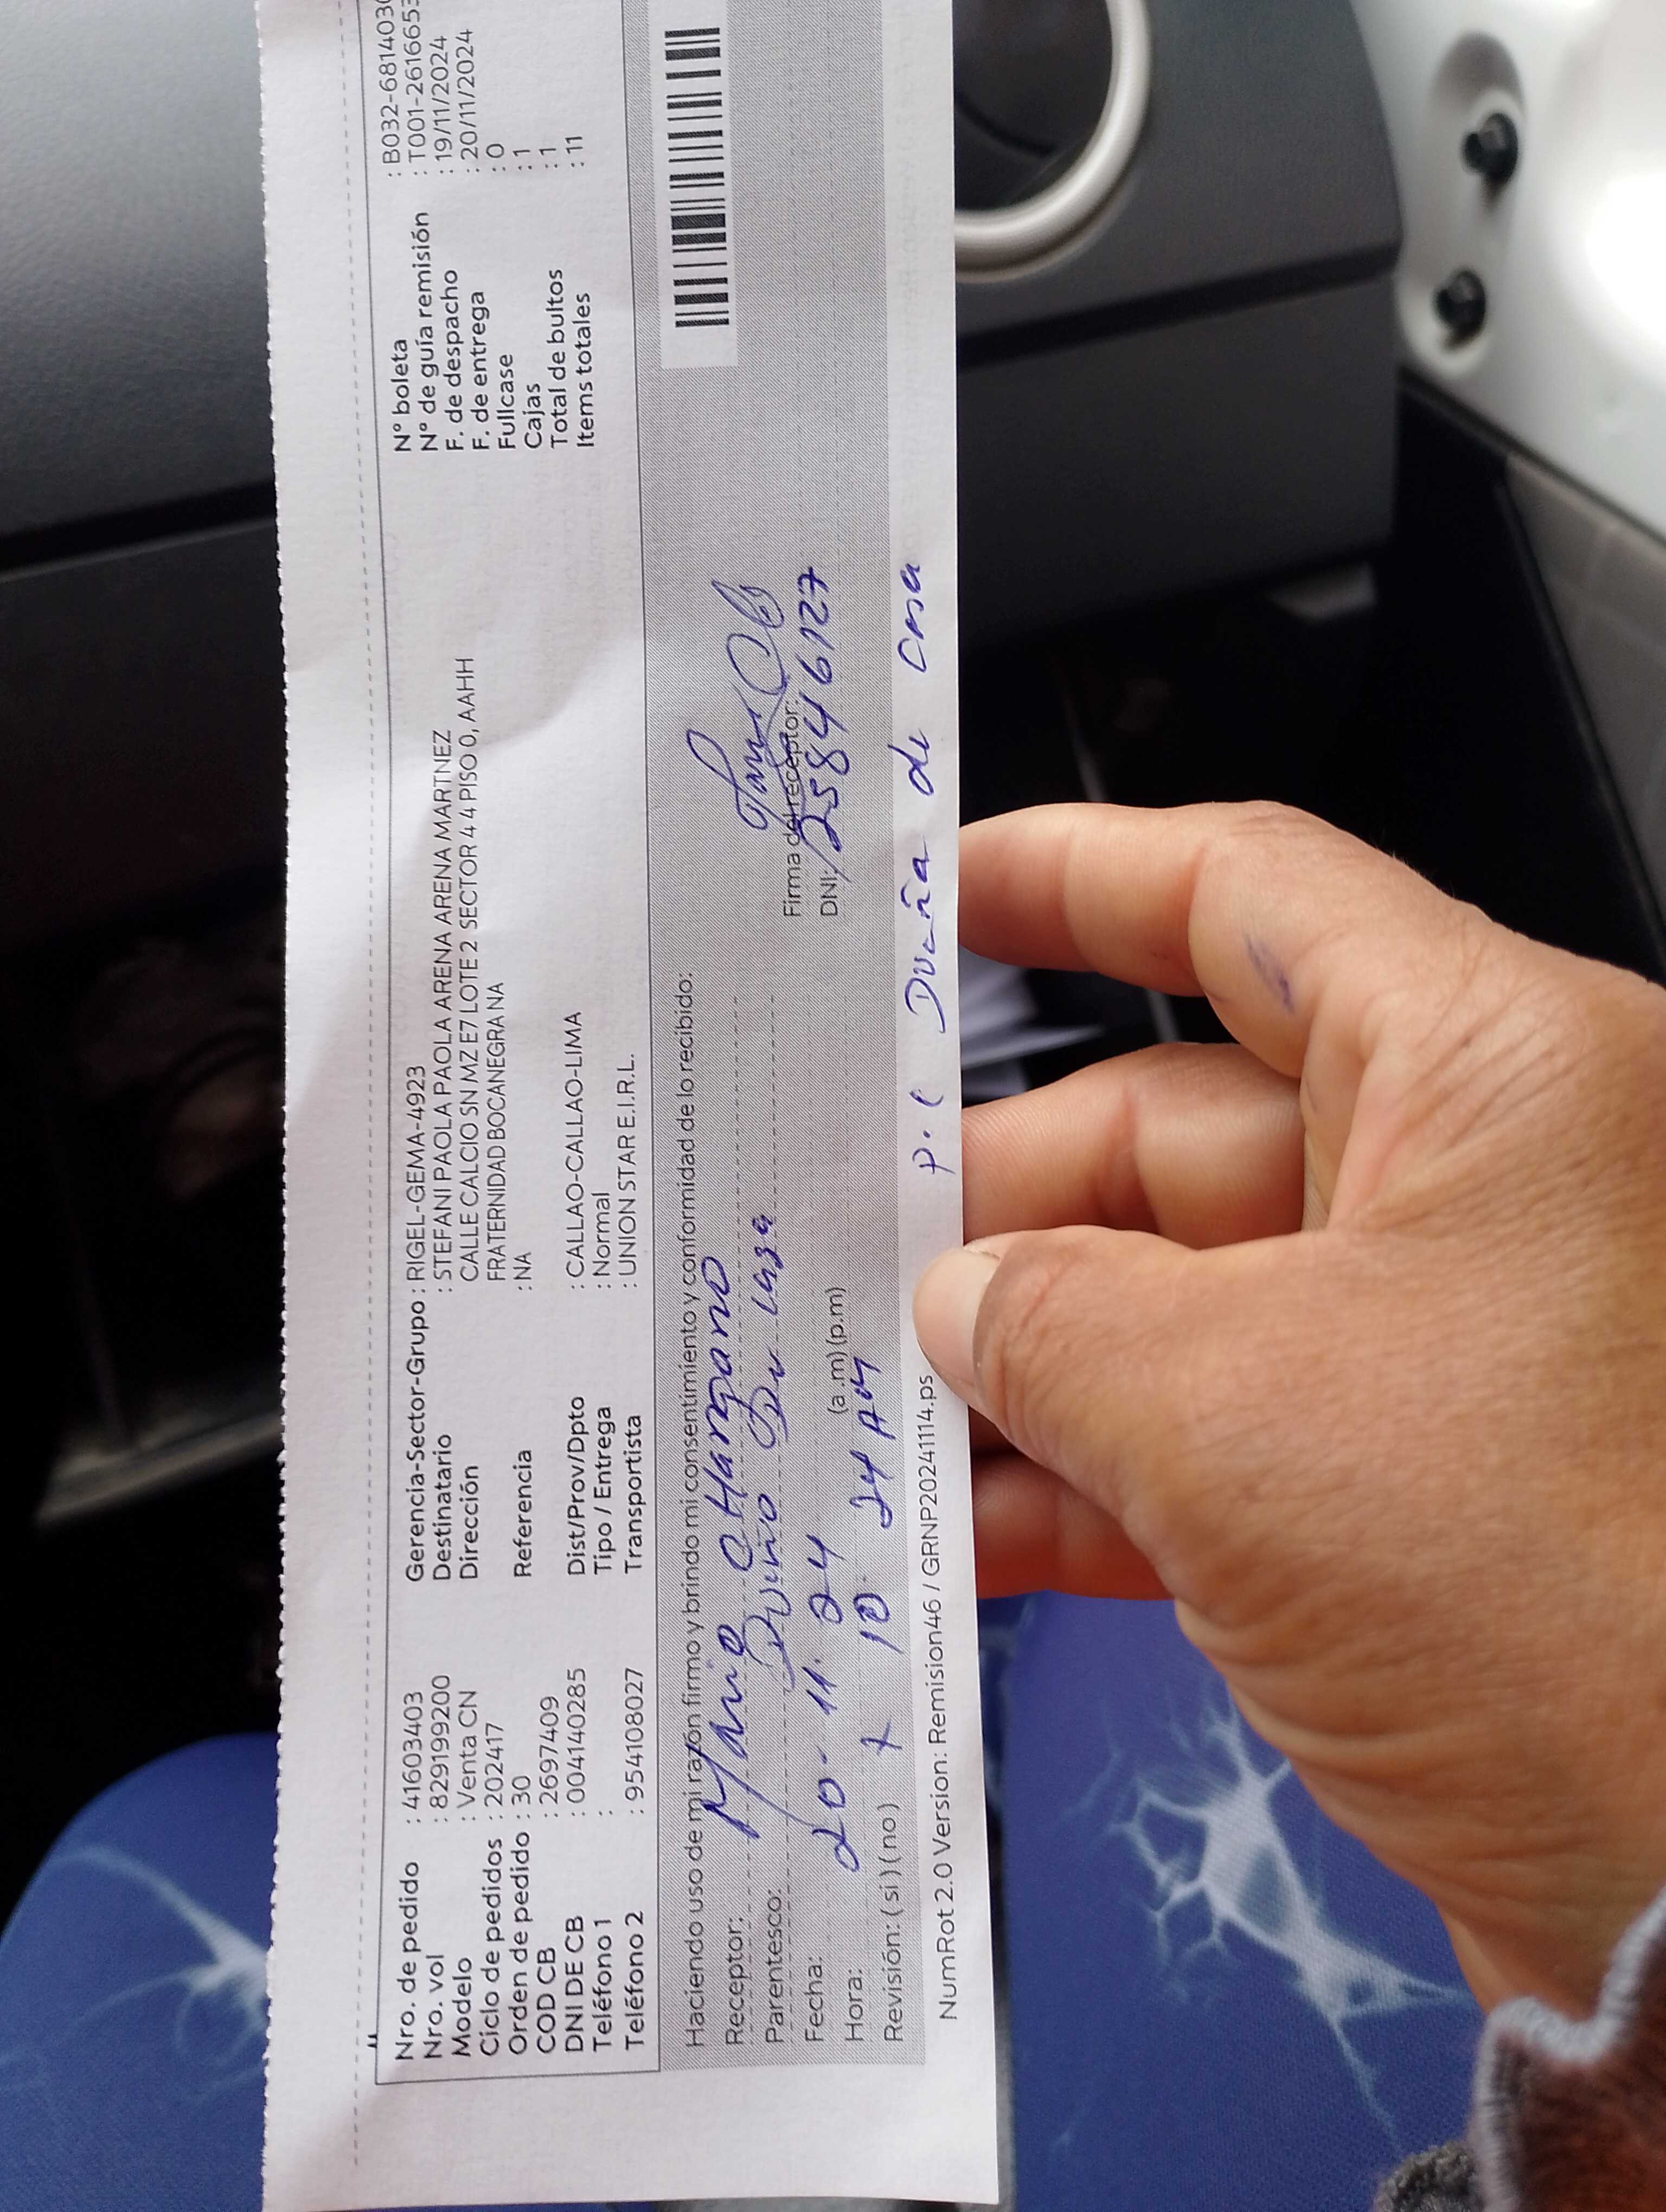 Nro. de pedido : 41603403
Nro. vol : 829199200
Modelo : Venta CN
Ciclo de pedidos : 202417
Orden de pedido : 30
COD CB : 2697409
DNI DE CB : 004140285
Teléfono 1 :
Teléfono 2 : 954108027
Gerencia-Sector-Grupo : RIGEL-GEMA-4923
Destinatario : STEFANI PAOLA PAOLA ARENA ARENA MARTNEZ
Dirección CALLE CALCIO SN MZ E7 LOTE 2 SECTOR 4 4 PISO 0, AAHH
FRATERNIDAD BOCANEGRA NA
Referencia : NA
Dist/Prov/Dpto : CALLAO-CALLAO-LIMA
Tipo / Entrega : Normal
Transportista : UNION STAR E.I.R.L.
N° boleta : B032-6814030
N° de guía remisión : T001-2616653
F. de despacho : 19/11/2024
F. de entrega : 20/11/2024
Fullcase : 0
Cajas : 1
Total de bultos : 1
Items totales : 11
Haciendo uso de mi razón firmo y brindo mi consentimiento y conformidad de lo recibido:
Receptor:
Parentesco:
Fecha: 20- 11. 24
Hora: 10 24 AM (a.m) (p.m)
Revisión: (si) (no)
Firma del receptor:
DNI: 25846127
Dueña de casa
NumRot 2.0 Version: Remision46 / GRNP20241114.ps